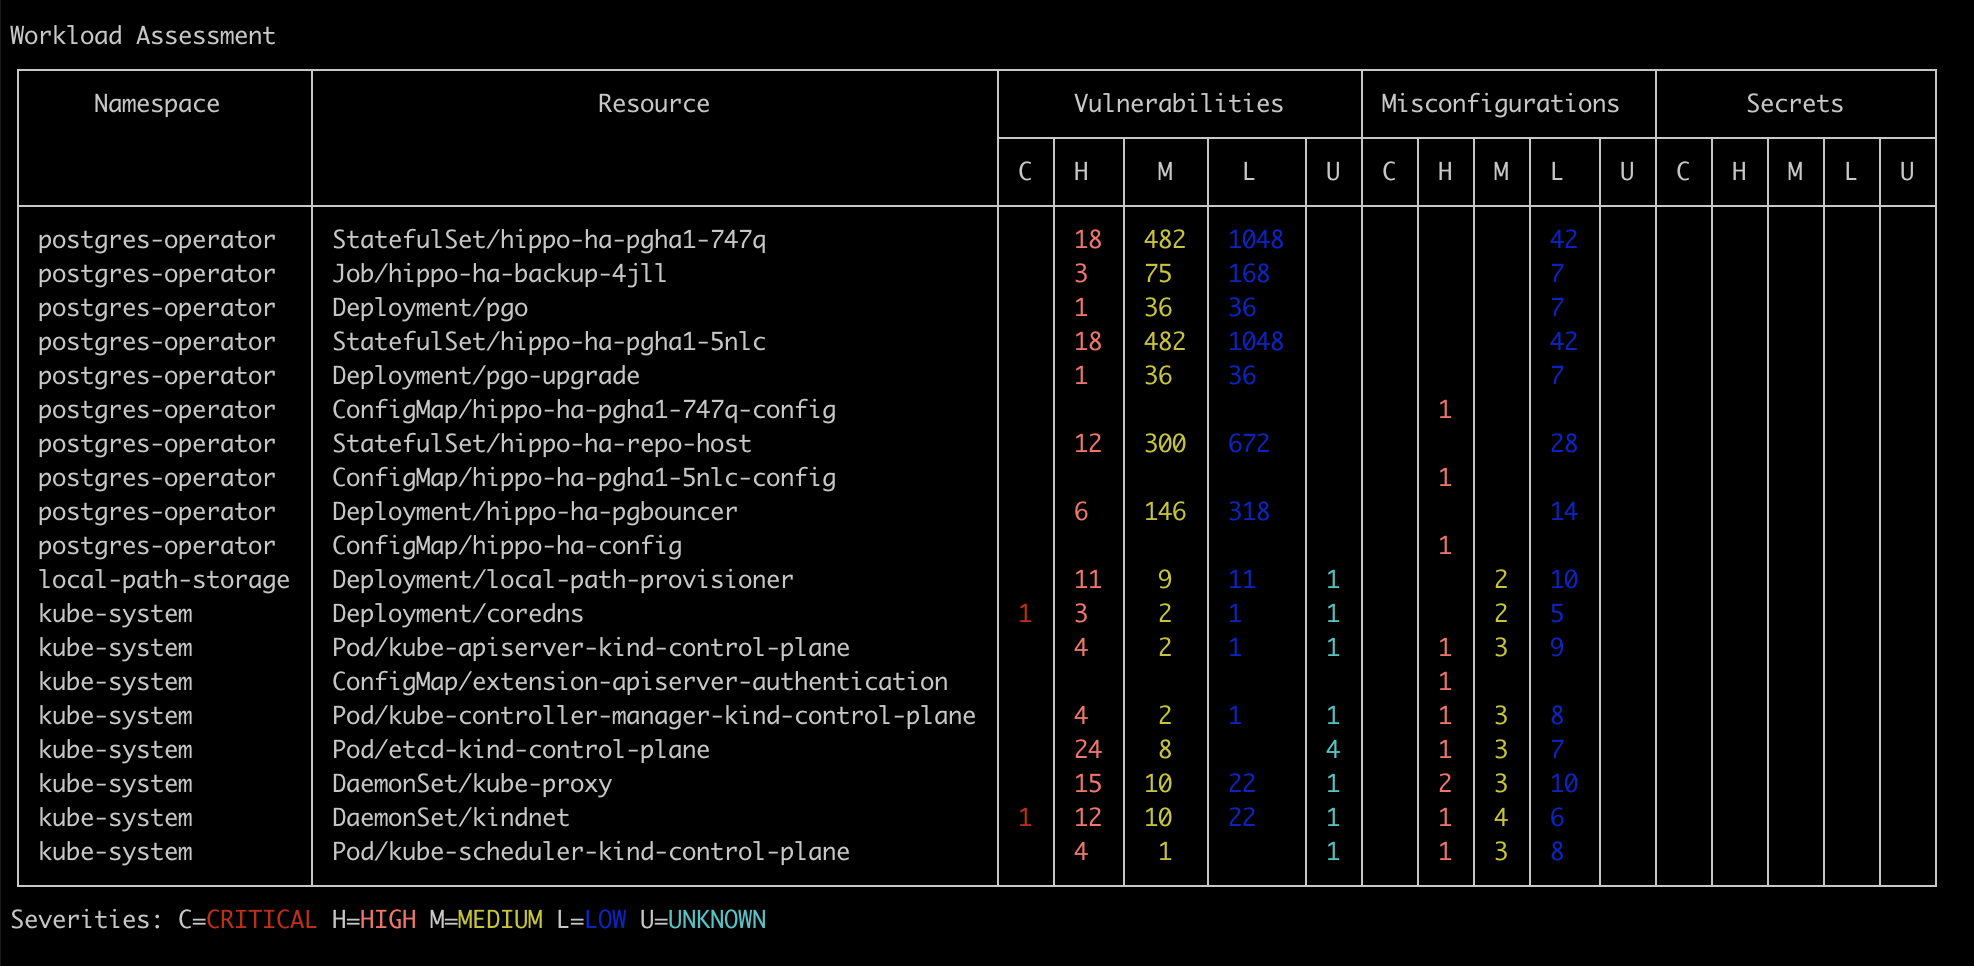 Workload Assessment
Namespace Resource Vulnerabilities Misconfigurations Secrets
C H M L U C H M L U C H M L U
postgres-operator StatefulSet/hippo-ha-pgha1-747q 18 482 1048 42
postgres-operator Job/hippo-ha-backup-4jll 3 75 168 7
postgres-operator Deployment/pgo 1 36 36 7
postgres-operator StatefulSet/hippo-ha-pgha1-5nlc 18 482 1048 42
postgres-operator Deployment/pgo-upgrade 1 36 36 7
postgres-operator ConfigMap/hippo-ha-pgha1-747q-config 1
postgres-operator StatefulSet/hippo-ha-repo-host 12 300 672 28
postgres-operator ConfigMap/hippo-ha-pgha1-5nlc-config 1
postgres-operator Deployment/hippo-ha-pgbouncer 6 146 318 14
postgres-operator ConfigMap/hippo-ha-config 1
local-path-storage Deployment/local-path-provisioner 11 9 11 1 2 10
kube-system Deployment/coredns 1 3 2 1 1 2 5
kube-system Pod/kube-apiserver-kind-control-plane 4 2 1 1 1 3 9
kube-system ConfigMap/extension-apiserver-authentication 1
kube-system Pod/kube-controller-manager-kind-control-plane 4 2 1 1 1 3 8
kube-system Pod/etcd-kind-control-plane 24 8 4 1 3 7
kube-system DaemonSet/kube-proxy 15 10 22 1 2 3 10
kube-system DaemonSet/kindnet 1 12 10 22 1 1 4 6
kube-system Pod/kube-scheduler-kind-control-plane 4 1 1 1 3 8
Severities: C=CRITICAL H=HIGH M=MEDIUM L=LOW U=UNKNOWN